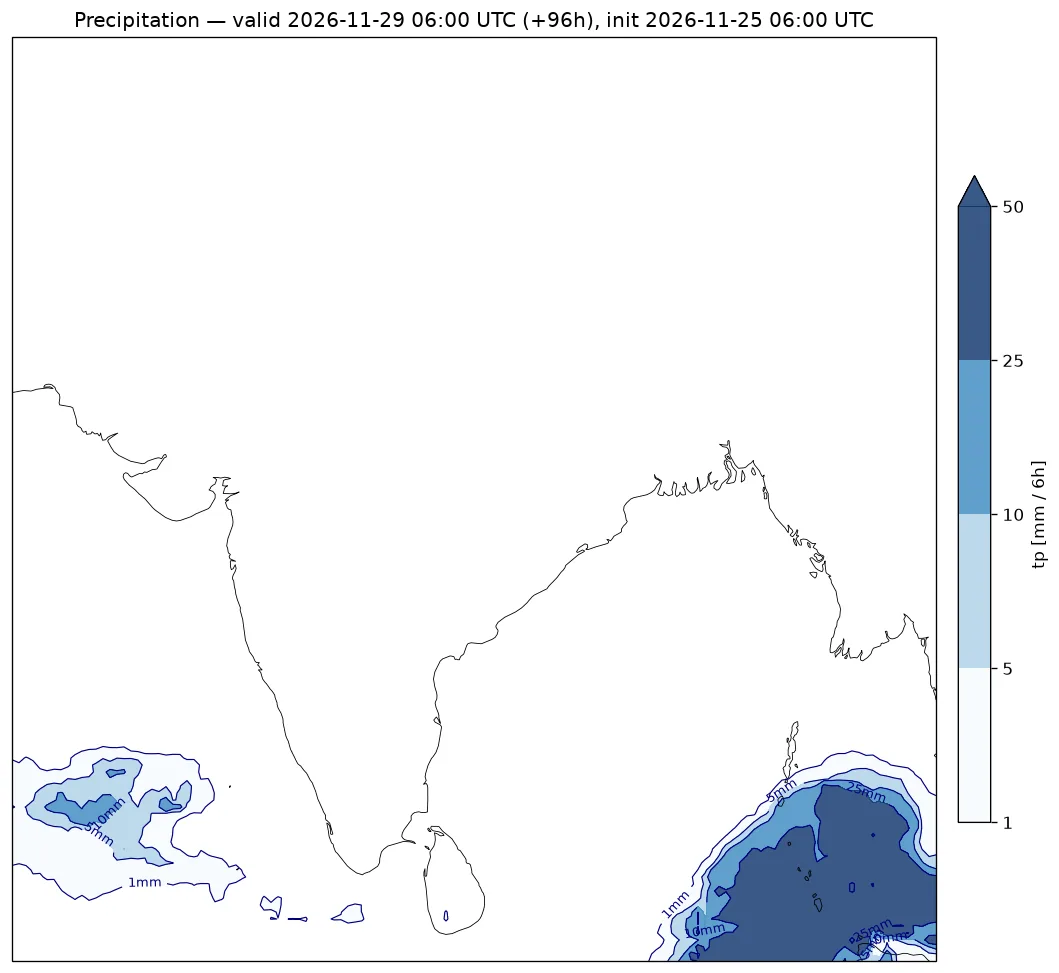 Precipitation — valid 2026-11-29 06:00 UTC (+96h), init 2026-11-25 06:00 UTC
50
25
10
5
1
tp [mm / 6h]
10mm
5mm
1mm
5mm
25mm
1mm
10mm
25mm